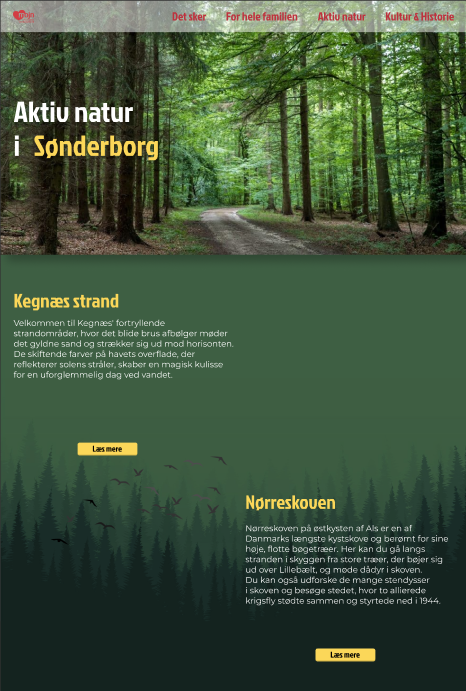 Det sker For hele familien Aktiv natur Kultur & Historie
Aktiv natur
i Sønderborg
Kegnæs strand
Velkommen til Kegnæs' fortryllende
strandområder, hvor det blide brus afbølger møder
det gyldne sand og strækker sig ud mod horisonten.
De skiftende farver på havets overflade, der
reflekterer solens stråler, skaber en magisk kulisse
for en uforglemmelig dag ved vandet.
Læs mere
Nørreskoven
Nørreskoven på østkysten af Als er en af
Danmarks længste kystskove og berømt for sine
høje, flotte bøgetræer. Her kan du gå langs
stranden i skyggen fra store træer, der bøjer sig
ud over Lillebælt, og møde dådyr i skoven.
Du kan også udforske de mange stendysser
i skoven og besøge stedet, hvor to allierede
krigsfly stødte sammen og styrtede ned i 1944.
Læs mere